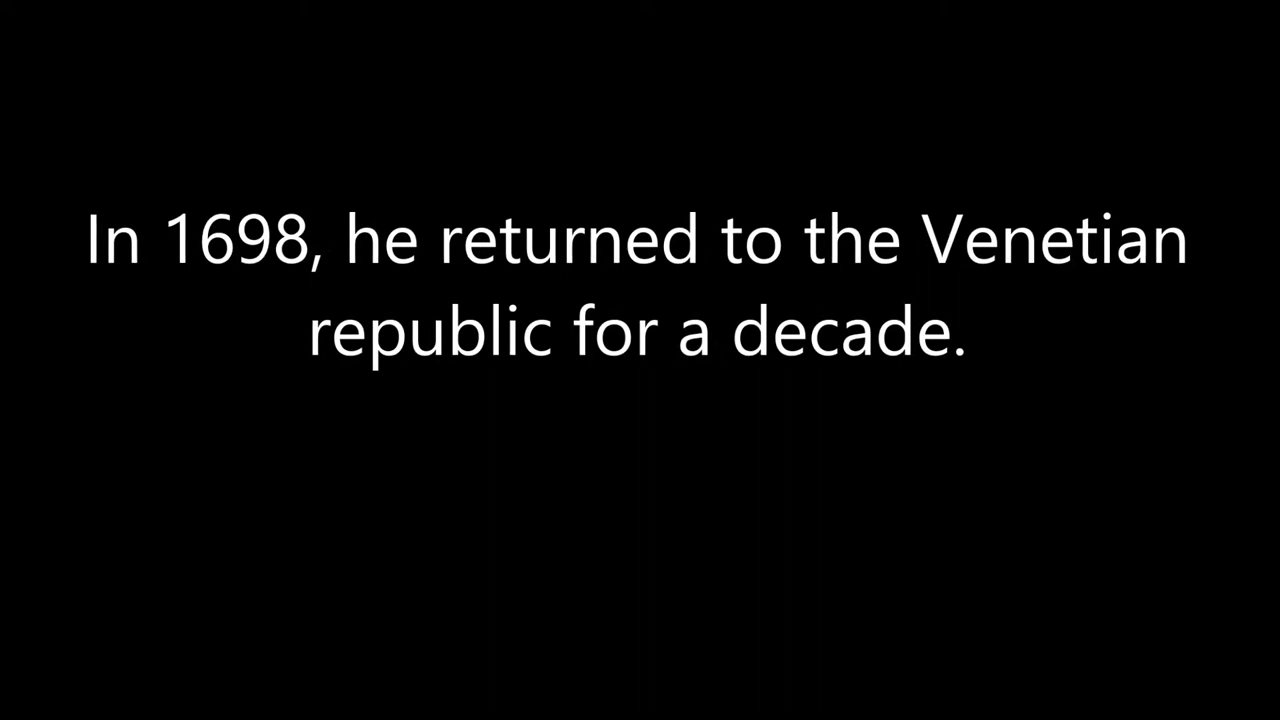 In 1698, he returned to the Venetian
republic for a decade.